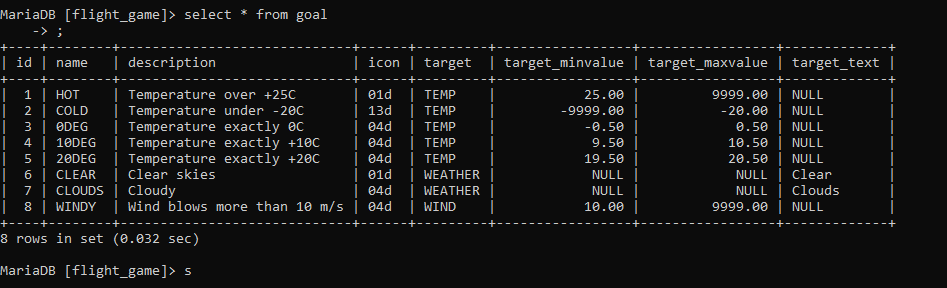 MariaDB [flight_game]> select * from goal
    -> ;
+----+--------+------------------------------+------+---------+-----------------+-----------------+-------------+
| id | name   | description                  | icon | target  | target_minvalue | target_maxvalue | target_text |
+----+--------+------------------------------+------+---------+-----------------+-----------------+-------------+
|  1 | HOT    | Temperature over +25C        | 01d  | TEMP    |           25.00 |         9999.00 | NULL        |
|  2 | COLD   | Temperature under -20C       | 13d  | TEMP    |        -9999.00 |          -20.00 | NULL        |
|  3 | 0DEG   | Temperature exactly 0C       | 04d  | TEMP    |           -0.50 |            0.50 | NULL        |
|  4 | 10DEG  | Temperature exactly +10C     | 04d  | TEMP    |            9.50 |           10.50 | NULL        |
|  5 | 20DEG  | Temperature exactly +20C     | 04d  | TEMP    |           19.50 |           20.50 | NULL        |
|  6 | CLEAR  | Clear skies                  | 01d  | WEATHER |            NULL |            NULL | Clear       |
|  7 | CLOUDS | Cloudy                       | 04d  | WEATHER |            NULL |            NULL | Clouds      |
|  8 | WINDY  | Wind blows more than 10 m/s | 04d  | WIND    |           10.00 |         9999.00 | NULL        |
+----+--------+------------------------------+------+---------+-----------------+-----------------+-------------+
8 rows in set (0.032 sec)
MariaDB [flight_game]> s